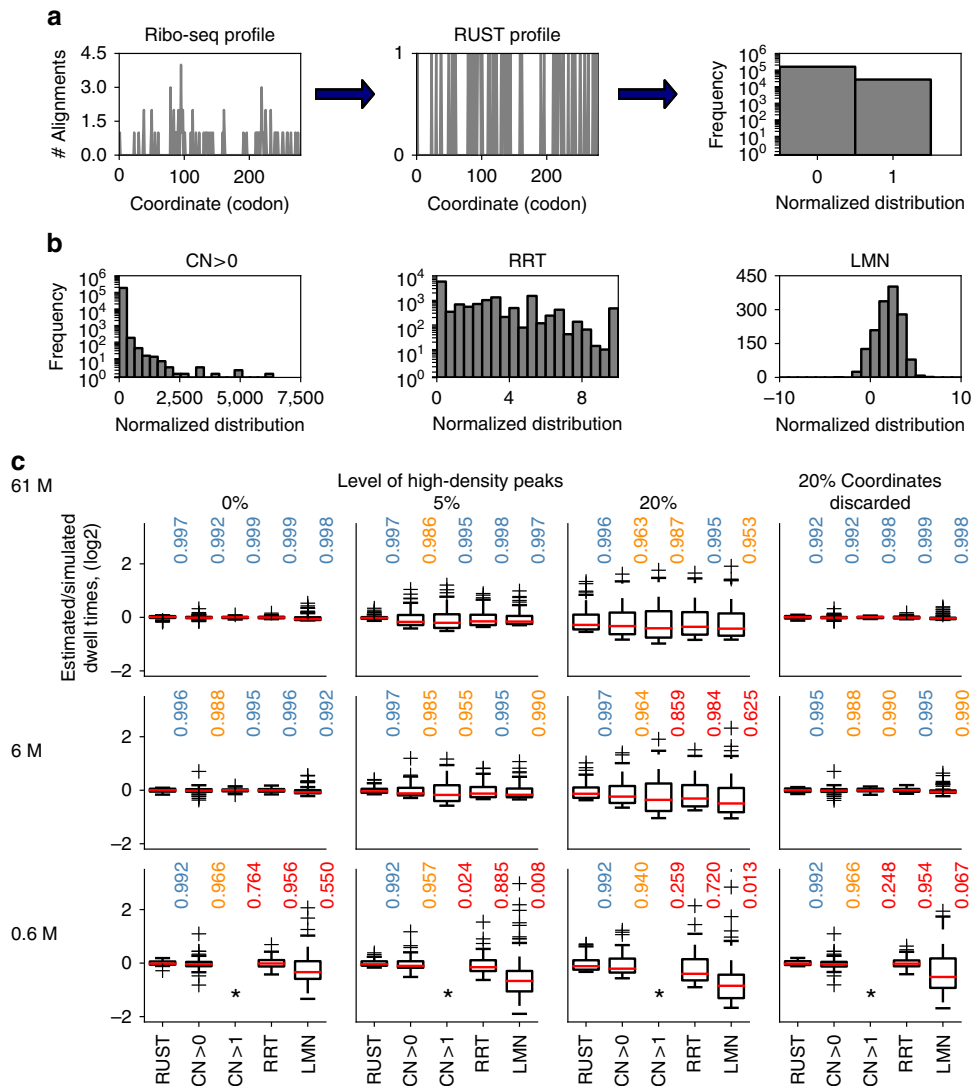 a
Ribo-seq profile
RUST profile
# Alignments
4.5
3.0
1.5
0.0
0 100 200
Coordinate (codon)
1
0
0 100 200
Coordinate (codon)
Frequency
10^6
10^5
10^4
10^3
10^2
10^1
10^0
0 1
Normalized distribution
b
CN>0
RRT
LMN
Frequency
10^6
10^5
10^4
10^3
10^2
10^1
10^0
0 2,500 5,000 7,500
Normalized distribution
10^4
10^3
10^2
10^1
10^0
0 4 8
Normalized distribution
450
300
150
0
−10 0 10
Normalized distribution
c
61 M
Level of high-density peaks
20% Coordinates
discarded
0% 5% 20%
Estimated/simulated
dwell times, (log2)
2
0
−2
0.997 0.992 0.999 0.999 0.998
0.997 0.986 0.995 0.998 0.997
0.996 0.963 0.987 0.995 0.953
0.992 0.992 0.998 0.999 0.998
6 M
2
0
−2
0.996 0.988 0.995 0.996 0.992
0.997 0.985 0.955 0.995 0.990
0.997 0.964 0.859 0.984 0.625
0.995 0.988 0.990 0.995 0.990
0.6 M
2
0
−2
0.992 0.966 0.764 0.956 0.550
0.992 0.957 0.024 0.885 0.008
0.992 0.940 0.259 0.720 0.013
0.992 0.966 0.248 0.954 0.067
* * * *
RUST CN >0 CN >1 RRT LMN
RUST CN >0 CN >1 RRT LMN
RUST CN >0 CN >1 RRT LMN
RUST CN >0 CN >1 RRT LMN